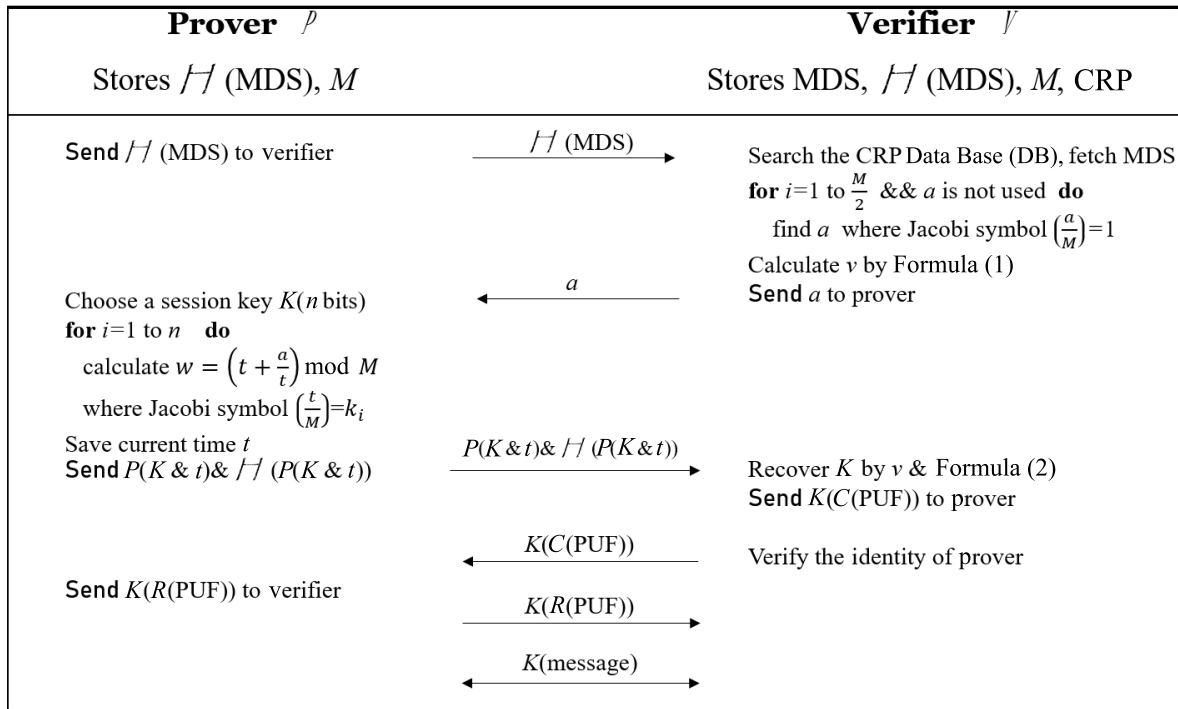 Prover 𝒫
Verifier 𝒱
Stores ℋ (MDS), M
Stores MDS, ℋ (MDS), M, CRP
Send ℋ (MDS) to verifier
ℋ (MDS)
Search the CRP Data Base (DB), fetch MDS
for i=1 to M/2 && a is not used do
find a where Jacobi symbol (a/M)=1
Calculate v by Formula (1)
Send a to prover
a
Choose a session key K(n bits)
for i=1 to n do
calculate w = (t + a/t) mod M
where Jacobi symbol (t/M)=kᵢ
Save current time t
Send P(K & t)& ℋ (P(K & t))
P(K &t)& ℋ (P(K &t))
Recover K by v & Formula (2)
Send K(C(PUF)) to prover
K(C(PUF))
Verify the identity of prover
Send K(R(PUF)) to verifier
K(R(PUF))
K(message)